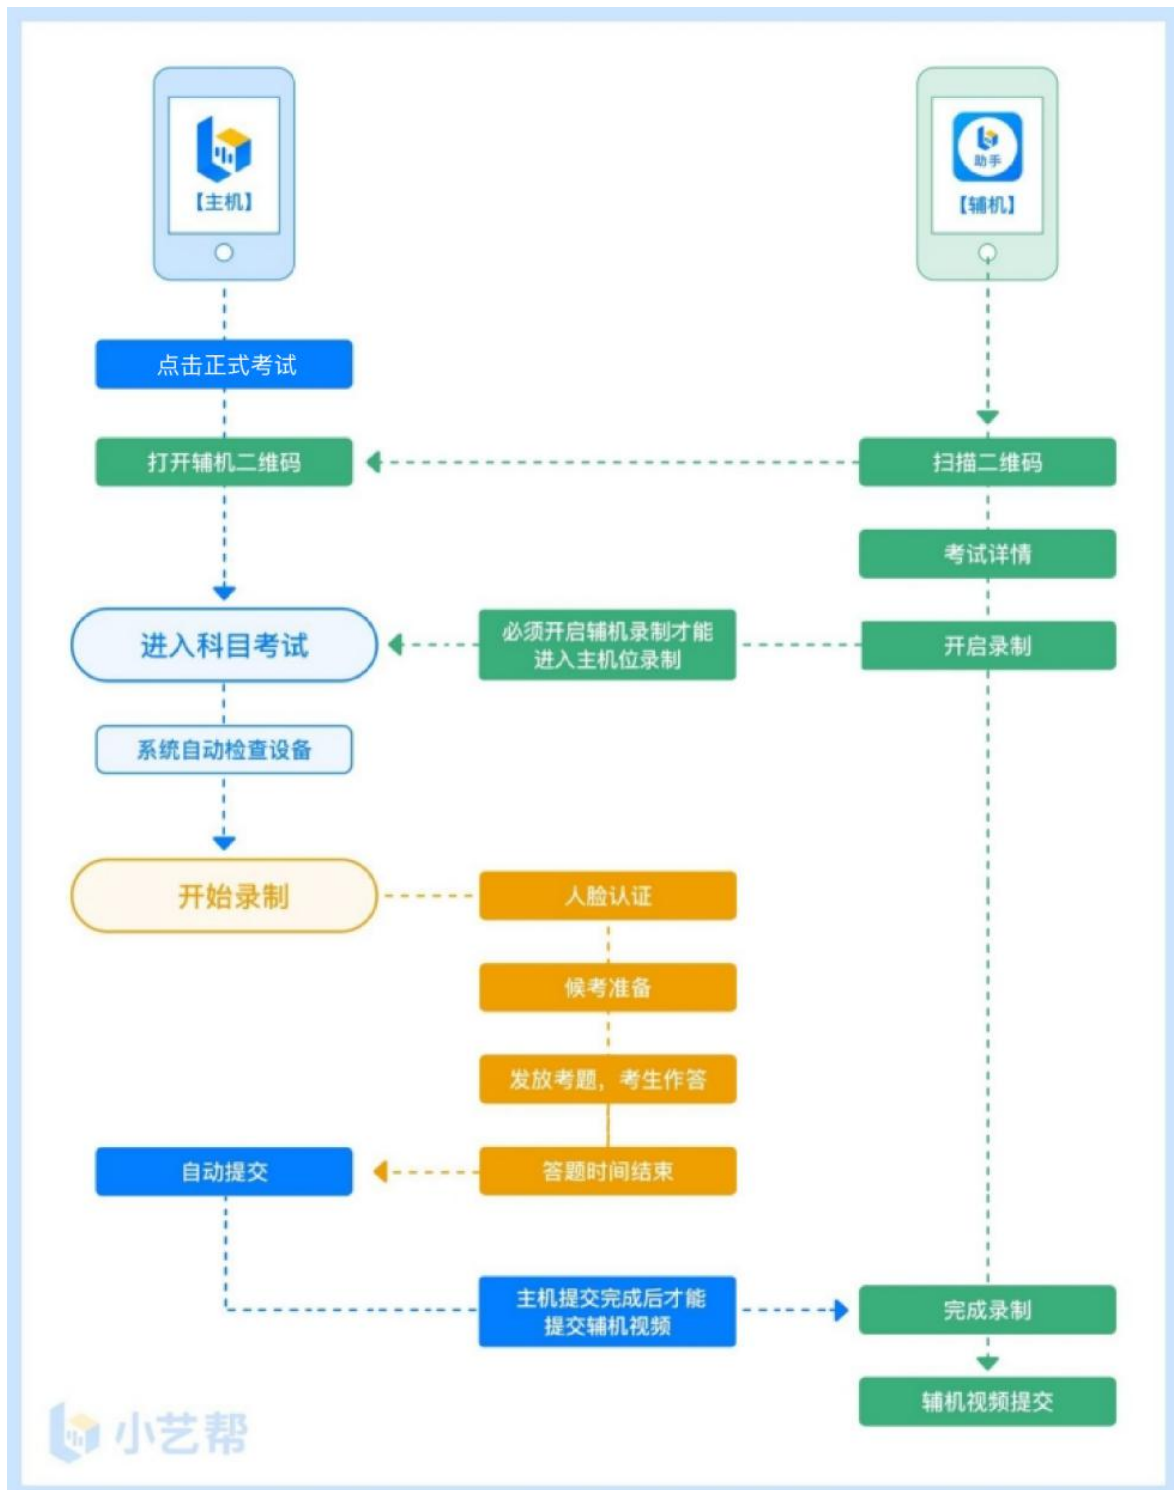 【主机】
助手
【辅机】
点击正式考试
打开辅机二维码
扫描二维码
考试详情
进入科目考试
必须开启辅机录制才能
进入主机位录制
开启录制
系统自动检查设备
开始录制
人脸认证
候考准备
发放考题，考生作答
自动提交
答题时间结束
主机提交完成后才能
提交辅机视频
完成录制
辅机视频提交
小艺帮